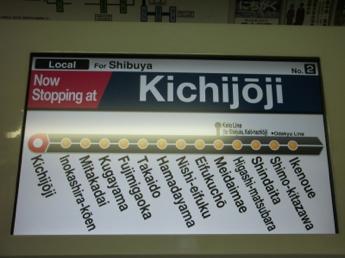 Local For Shibuya
No. 2
Now
Stopping at
Kichijōji
Keio Line
Odakyu Line
Kichijōji
Inokashira-kōen
Mitakadai
Kugayama
Fujimigaoka
Takaido
Hamadayama
Nishi-eifuku
Eifukuchō
Meidaimae
Higashi-matsubara
Shindaita
Shimo-kitazawa
Ikenoue